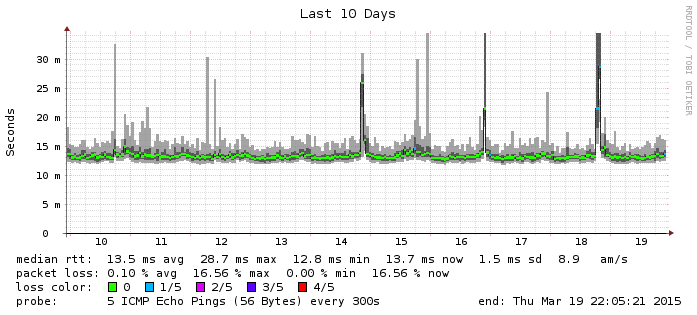 Last 10 Days
RRDTOOL / TOBI OETIKER
Seconds
30 m
25 m
20 m
15 m
10 m
5 m
0
10 11 12 13 14 15 16 17 18 19
median rtt: 13.5 ms avg 28.7 ms max 12.8 ms min 13.7 ms now 1.5 ms sd 8.9 am/s
packet loss: 0.10 % avg 16.56 % max 0.00 % min 16.56 % now
loss color: 0 1/5 2/5 3/5 4/5
probe: 5 ICMP Echo Pings (56 Bytes) every 300s end: Thu Mar 19 22:05:21 2015